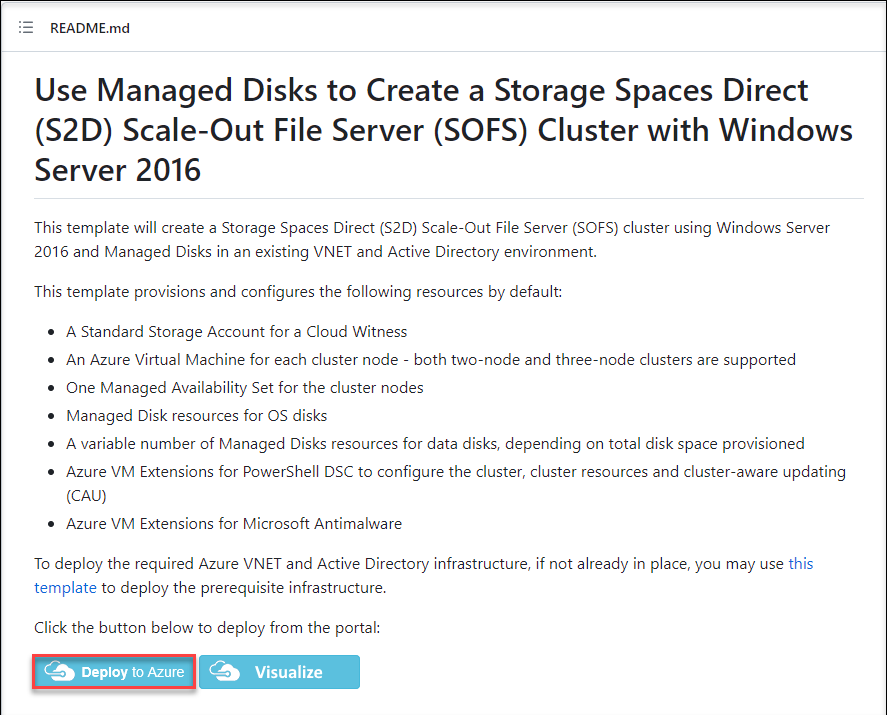 README.md
Use Managed Disks to Create a Storage Spaces Direct
(S2D) Scale-Out File Server (SOFS) Cluster with Windows
Server 2016
This template will create a Storage Spaces Direct (S2D) Scale-Out File Server (SOFS) cluster using Windows Server
2016 and Managed Disks in an existing VNET and Active Directory environment.
This template provisions and configures the following resources by default:
• A Standard Storage Account for a Cloud Witness
• An Azure Virtual Machine for each cluster node - both two-node and three-node clusters are supported
• One Managed Availability Set for the cluster nodes
• Managed Disk resources for OS disks
• A variable number of Managed Disks resources for data disks, depending on total disk space provisioned
• Azure VM Extensions for PowerShell DSC to configure the cluster, cluster resources and cluster-aware updating
(CAU)
• Azure VM Extensions for Microsoft Antimalware
To deploy the required Azure VNET and Active Directory infrastructure, if not already in place, you may use this
template to deploy the prerequisite infrastructure.
Click the button below to deploy from the portal:
Deploy to Azure Visualize